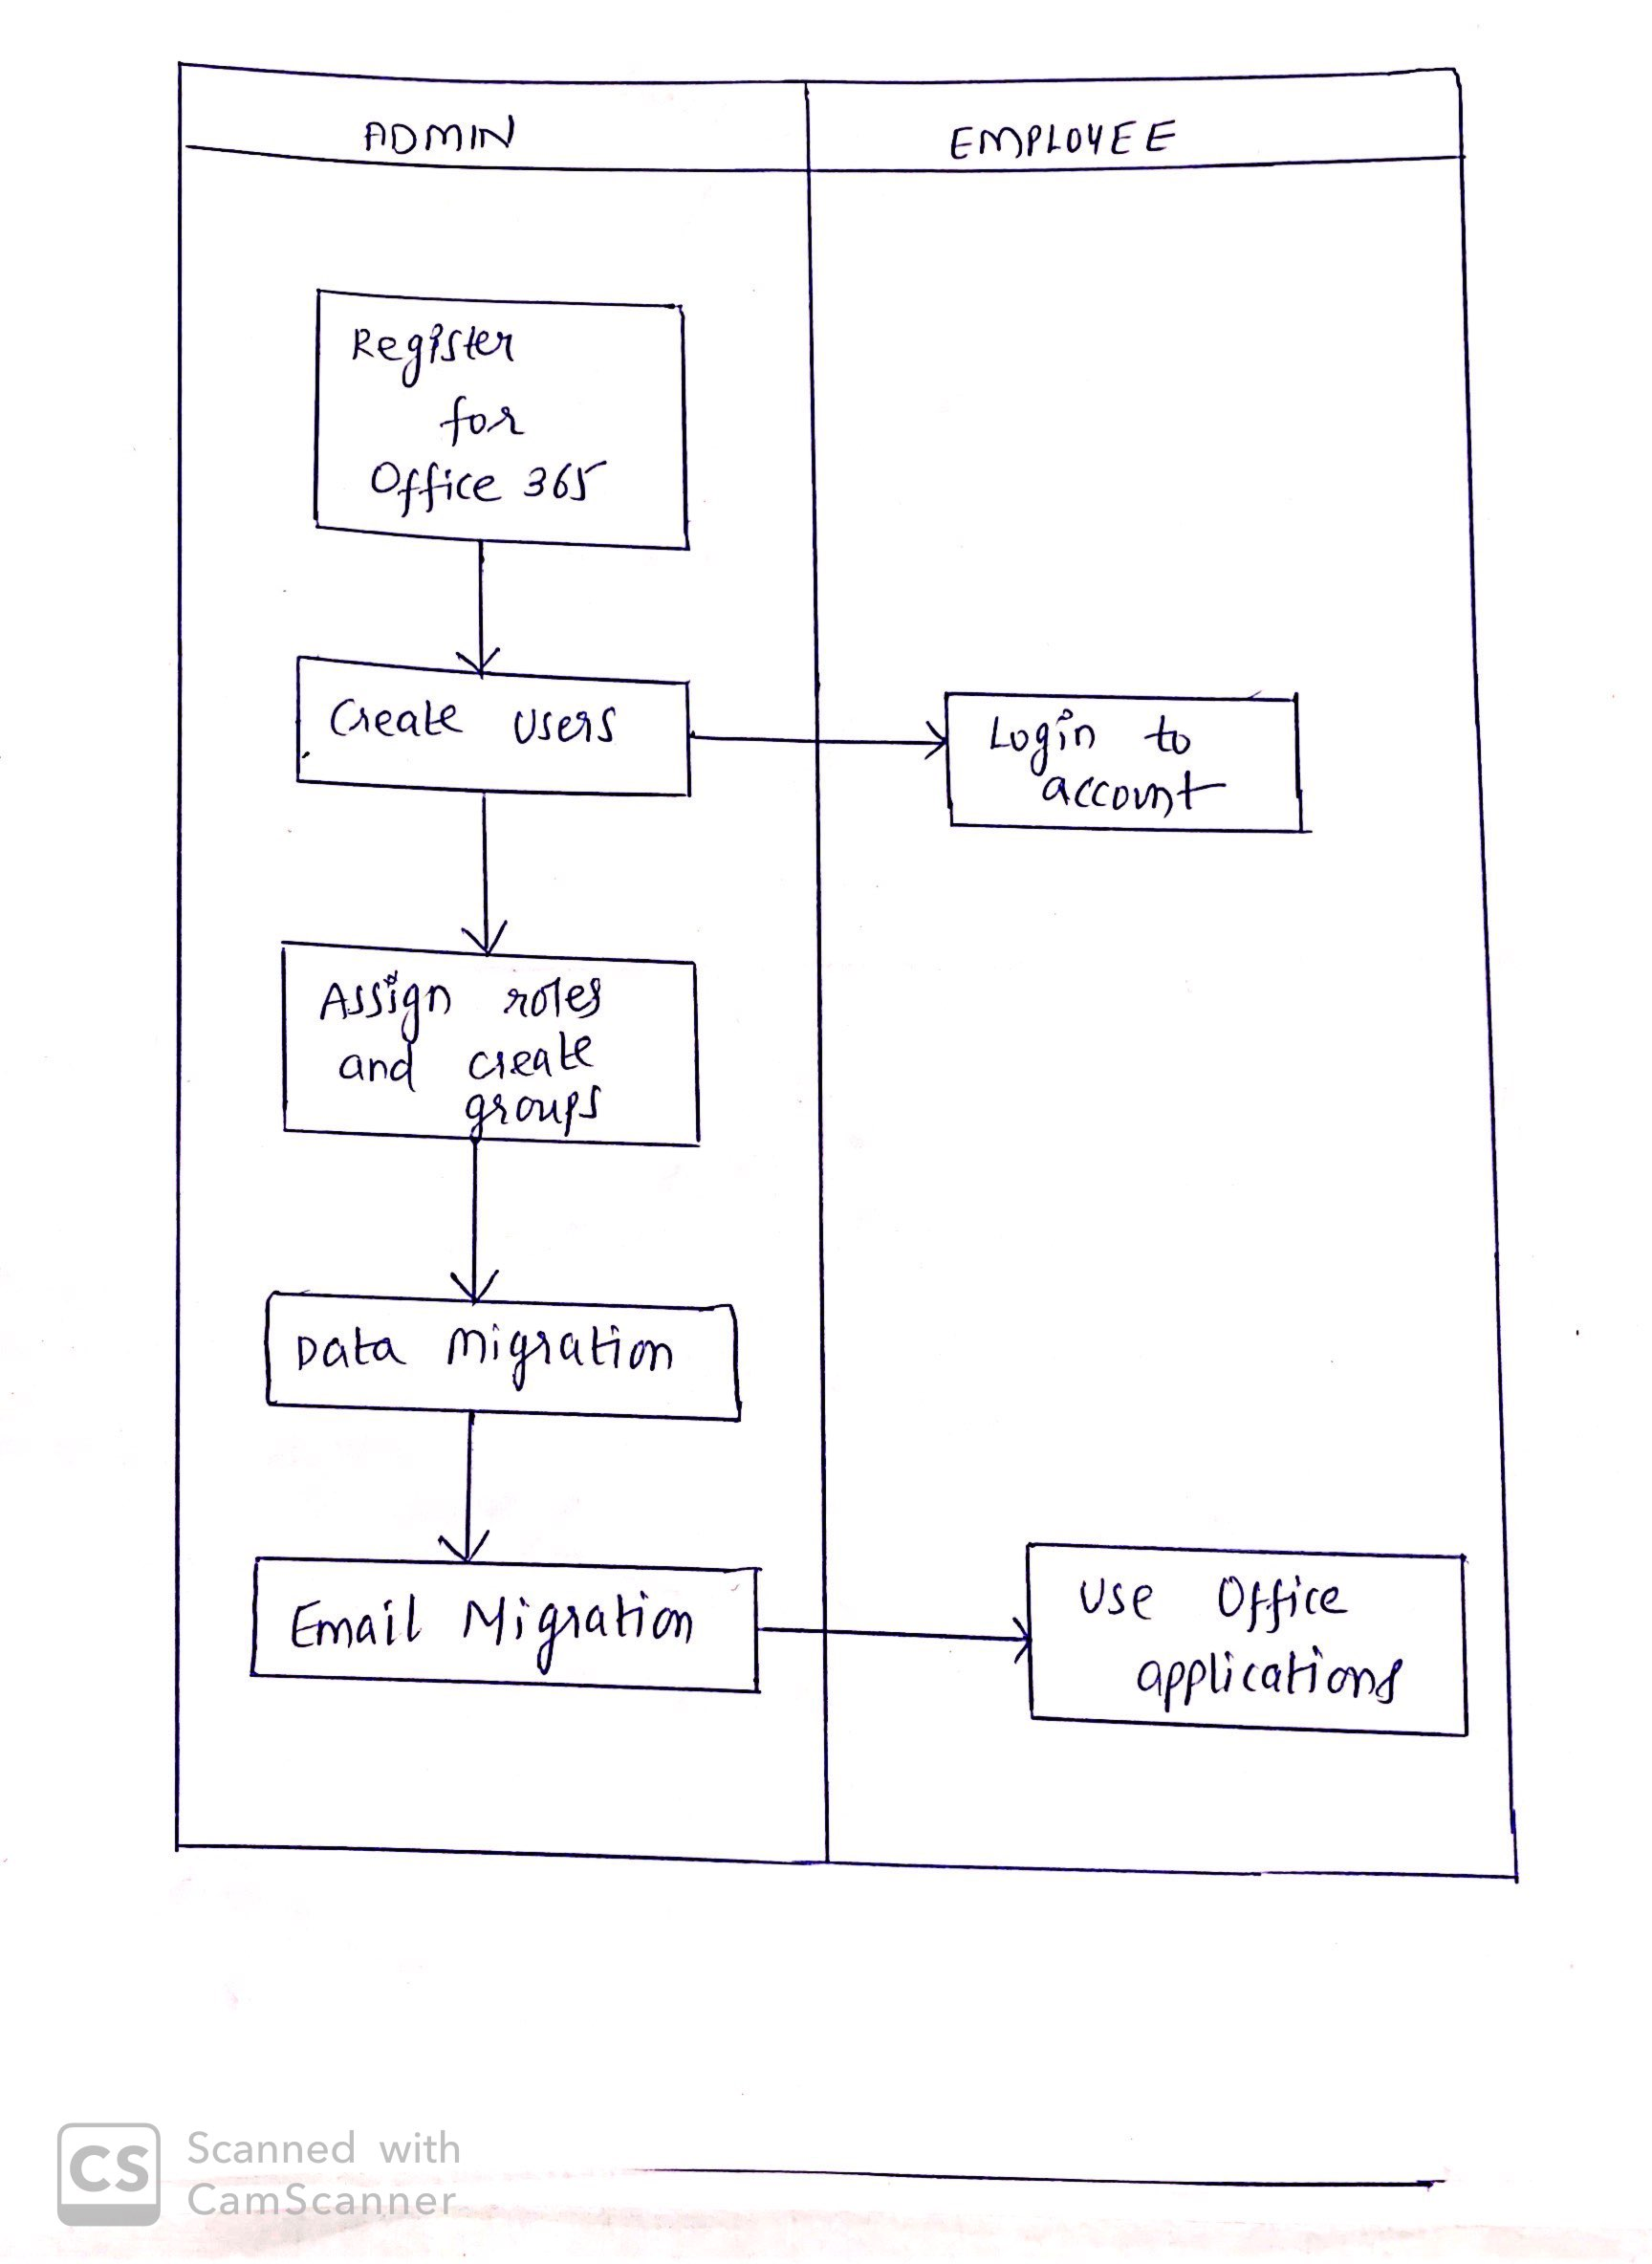 ADMIN
EMPLOYEE
Register
for
Office 365
Create Users
Login to
account
Assign roles
and create
groups
Data Migration
Email Migration
Use Office
applications
CS
Scanned with
CamScanner